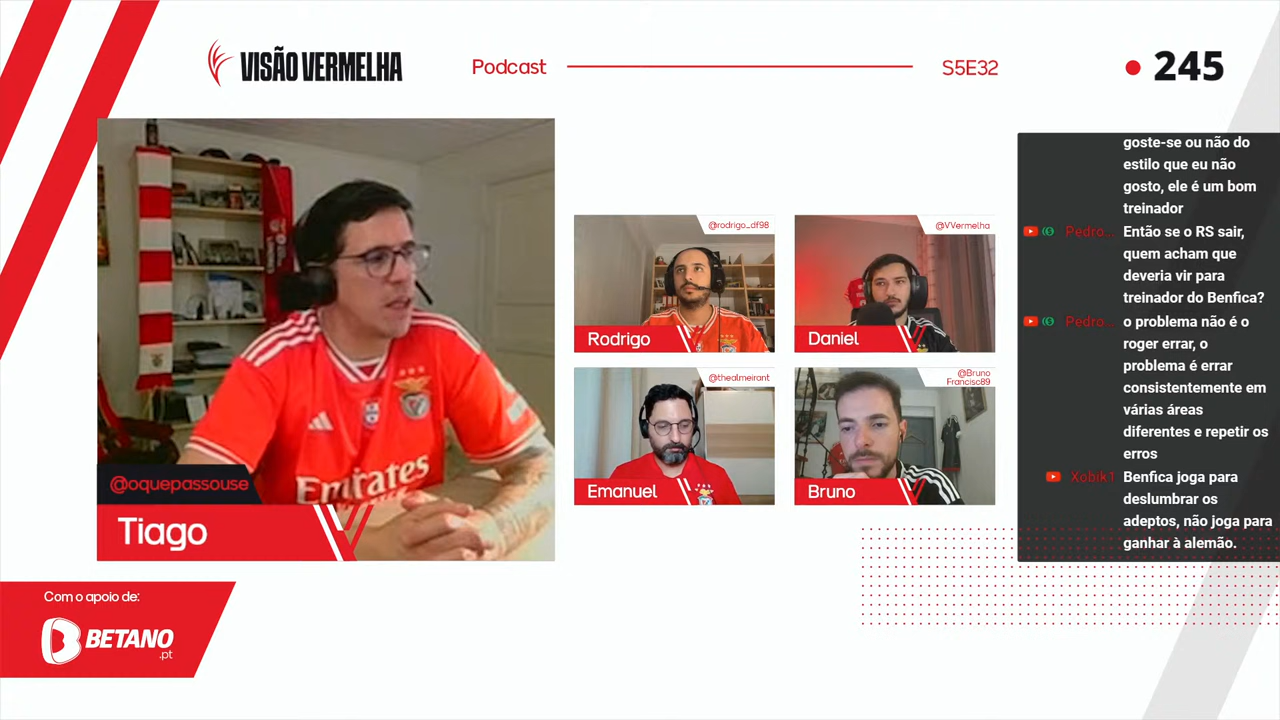 VISÃO VERMELHA
Podcast
S5E32
245
@rodrigo_df98
Rodrigo
@VVermelha
Daniel
@thealmeirant
Emanuel
@Bruno
Francisc89
Bruno
Emirates
@oquepassouse
Tiago
Com o apoio de:
BETANO
.pt
goste-se ou não do
estilo que eu não
gosto, ele é um bom
treinador
Pedro... Então se o RS sair,
quem acham que
deveria vir para
treinador do Benfica?
Pedro... o problema não é o
roger errar, o
problema é errar
consistentemente em
várias áreas
diferentes e repetir os
erros
Xobik1 Benfica joga para
deslumbrar os
adeptos, não joga para
ganhar à alemão.